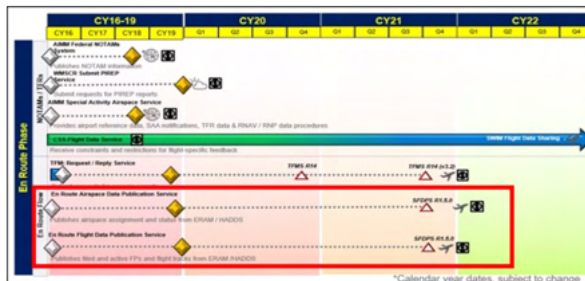 CY16-19 CY20 CY21 CY22
CY16 CY17 CY18 CY19 Q1 Q2 Q3 Q4 Q1 Q2 Q3 Q4 Q1 Q2 Q3 Q4
En Route Phase
NOTAMs / TFRs
AIMM Federal NOTAMs
System
Publishes NOTAM information
WMSCR Submit PIREP
Service
Submit requests for PIREP reports
AIMM Special Activity Airspace Service
Provides airport reference data, SAA notifications, TFR data & RNAV / RNP data procedures
CSS-Flight Data Service
SWIM Flight Data Sharing
Receive constraints and restrictions for flight-specific feedback
En Route Flow
TFM: Request / Reply Service
TFMS R14
TFMS R14 (v3.2)
En Route Airspace Data Publication Service
SFDPS R1.5.0
Publishes airspace assignment and status from ERAM / HADDS
En Route Flight Data Publication Service
SFDPS R1.5.0
Publishes filed and active FPs and flight tracks from ERAM /HADDS
*Calendar year dates, subject to change